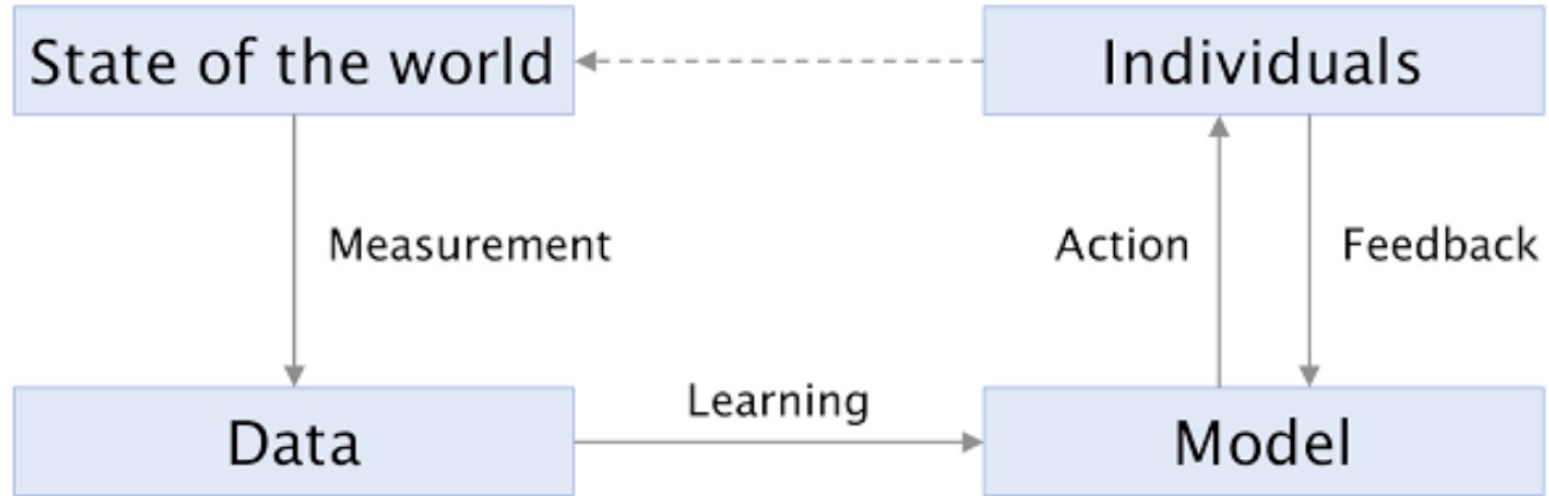 State of the world
Individuals
Measurement
Action
Feedback
Learning
Data
Model